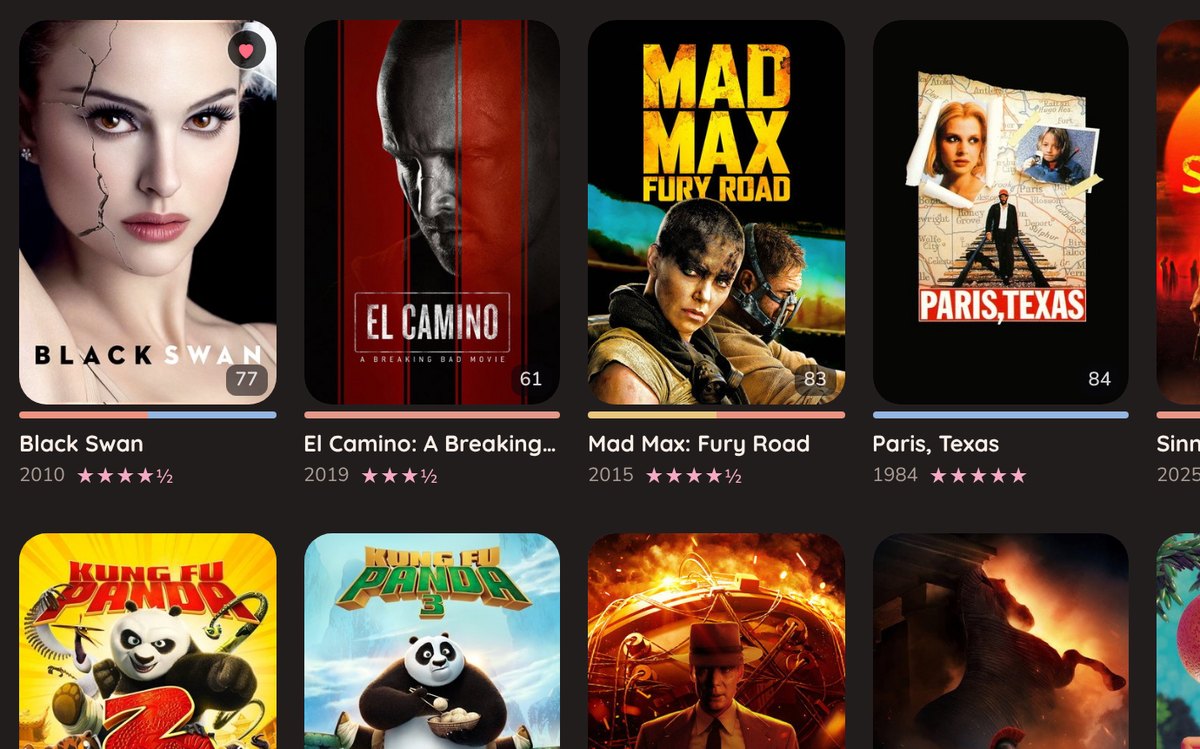 BLACK SWAN
77
EL CAMINO
A BREAKING BAD MOVIE
61
MAD
MAX
FURY ROAD
83
PARIS,TEXAS
84
Black Swan
2010 ★★★★½
El Camino: A Breaking...
2019 ★★★½
Mad Max: Fury Road
2015 ★★★★½
Paris, Texas
1984 ★★★★★
Sinn
2025
KUNG FU
PANDA
2
KUNG FU
PANDA
3